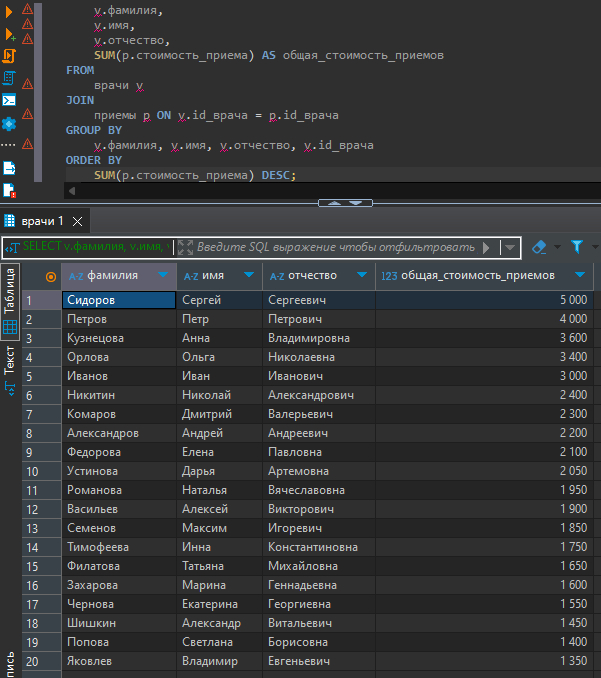 v.фамилия,
v.имя,
v.отчество,
SUM(p.стоимость_приема) AS общая_стоимость_приемов
FROM
врачи v
JOIN
приемы p ON v.id_врача = p.id_врача
GROUP BY
v.фамилия, v.имя, v.отчество, v.id_врача
ORDER BY
SUM(p.стоимость_приема) DESC;
врачи 1
SELECT v.фамилия, v.имя, Введите SQL выражение чтобы отфильтровать
Таблица
Текст
пись
A-Z фамилия A-Z имя A-Z отчество 123 общая_стоимость_приемов
1 Сидоров Сергей Сергеевич 5 000
2 Петров Петр Петрович 4 000
3 Кузнецова Анна Владимировна 3 600
4 Орлова Ольга Николаевна 3 400
5 Иванов Иван Иванович 3 000
6 Никитин Николай Александрович 2 400
7 Комаров Дмитрий Валерьевич 2 300
8 Александров Андрей Андреевич 2 200
9 Федорова Елена Павловна 2 100
10 Устинова Дарья Артемовна 2 050
11 Романова Наталья Вячеславовна 1 950
12 Васильев Алексей Викторович 1 900
13 Семенов Максим Игоревич 1 850
14 Тимофеева Инна Константиновна 1 750
15 Филатова Татьяна Михайловна 1 650
16 Захарова Марина Геннадьевна 1 600
17 Чернова Екатерина Георгиевна 1 550
18 Шишкин Александр Витальевич 1 450
19 Попова Светлана Борисовна 1 400
20 Яковлев Владимир Евгеньевич 1 350